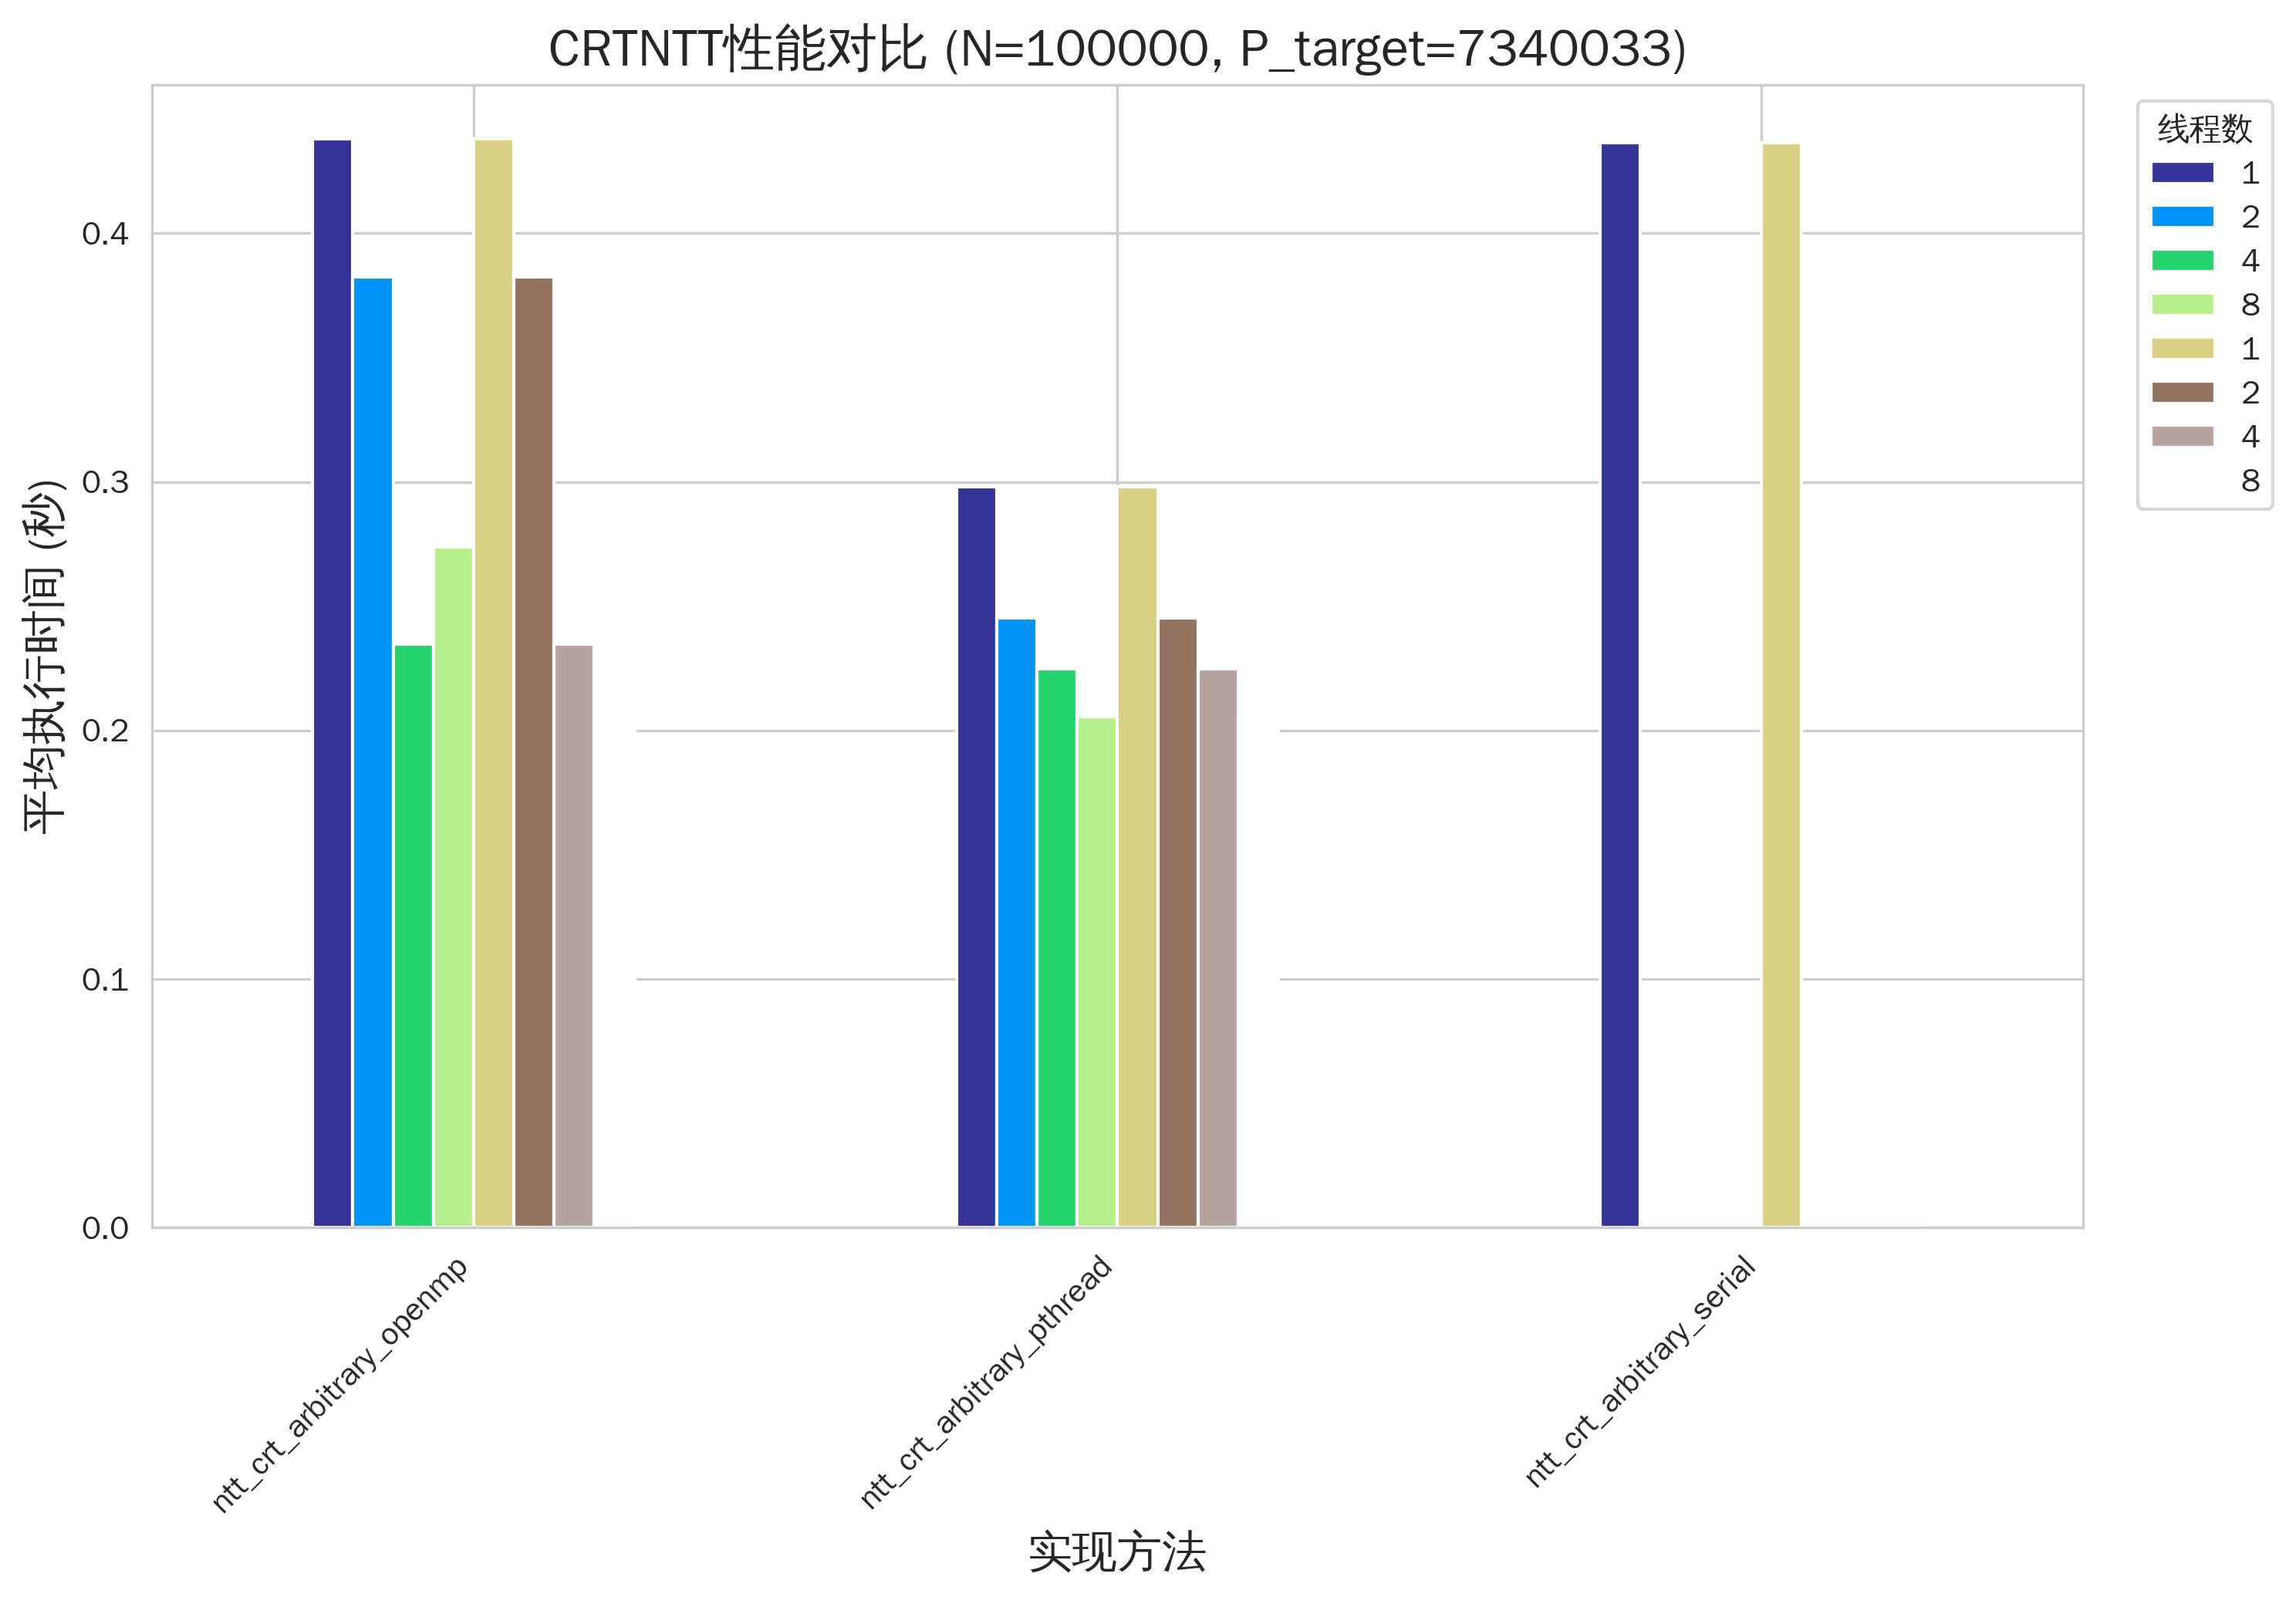 CRTNTT性能对比 (N=100000, P_target=7340033)
线程数
1
2
4
8
1
2
4
8
平均执行时间 (秒)
0.4
0.3
0.2
0.1
0.0
ntt_crt_arbitrary_openmp
ntt_crt_arbitrary_pthread
ntt_crt_arbitrary_serial
实现方法